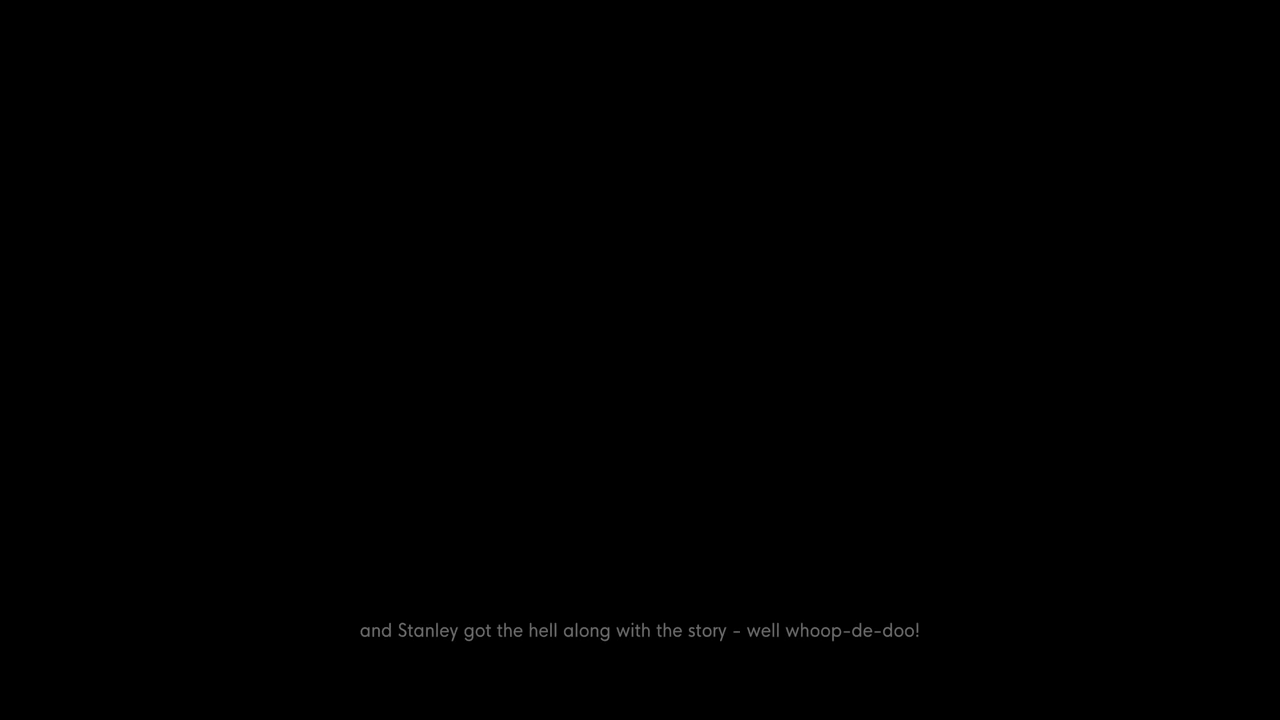 and Stanley got the hell along with the story - well whoop-de-doo!